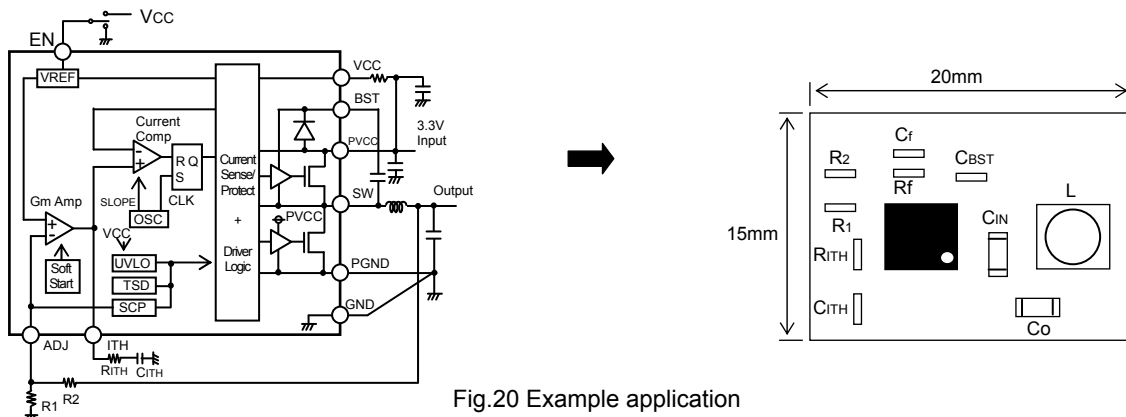 VCC
EN
VREF
VCC
BST
Current
Comp
3.3V
Input
PVCC
R Q
S
Current
Sense/
Protect
+
Driver
Logic
Gm Amp
SLOPE
OSC
CLK
SW
Output
PVCC
VCC
UVLO
Soft
Start
TSD
SCP
PGND
GND
ADJ
ITH
RITH
CITH
R2
R1
20mm
15mm
Cf
Rf
CBST
R2
R1
CIN
L
RITH
CITH
Co
Fig.20 Example application